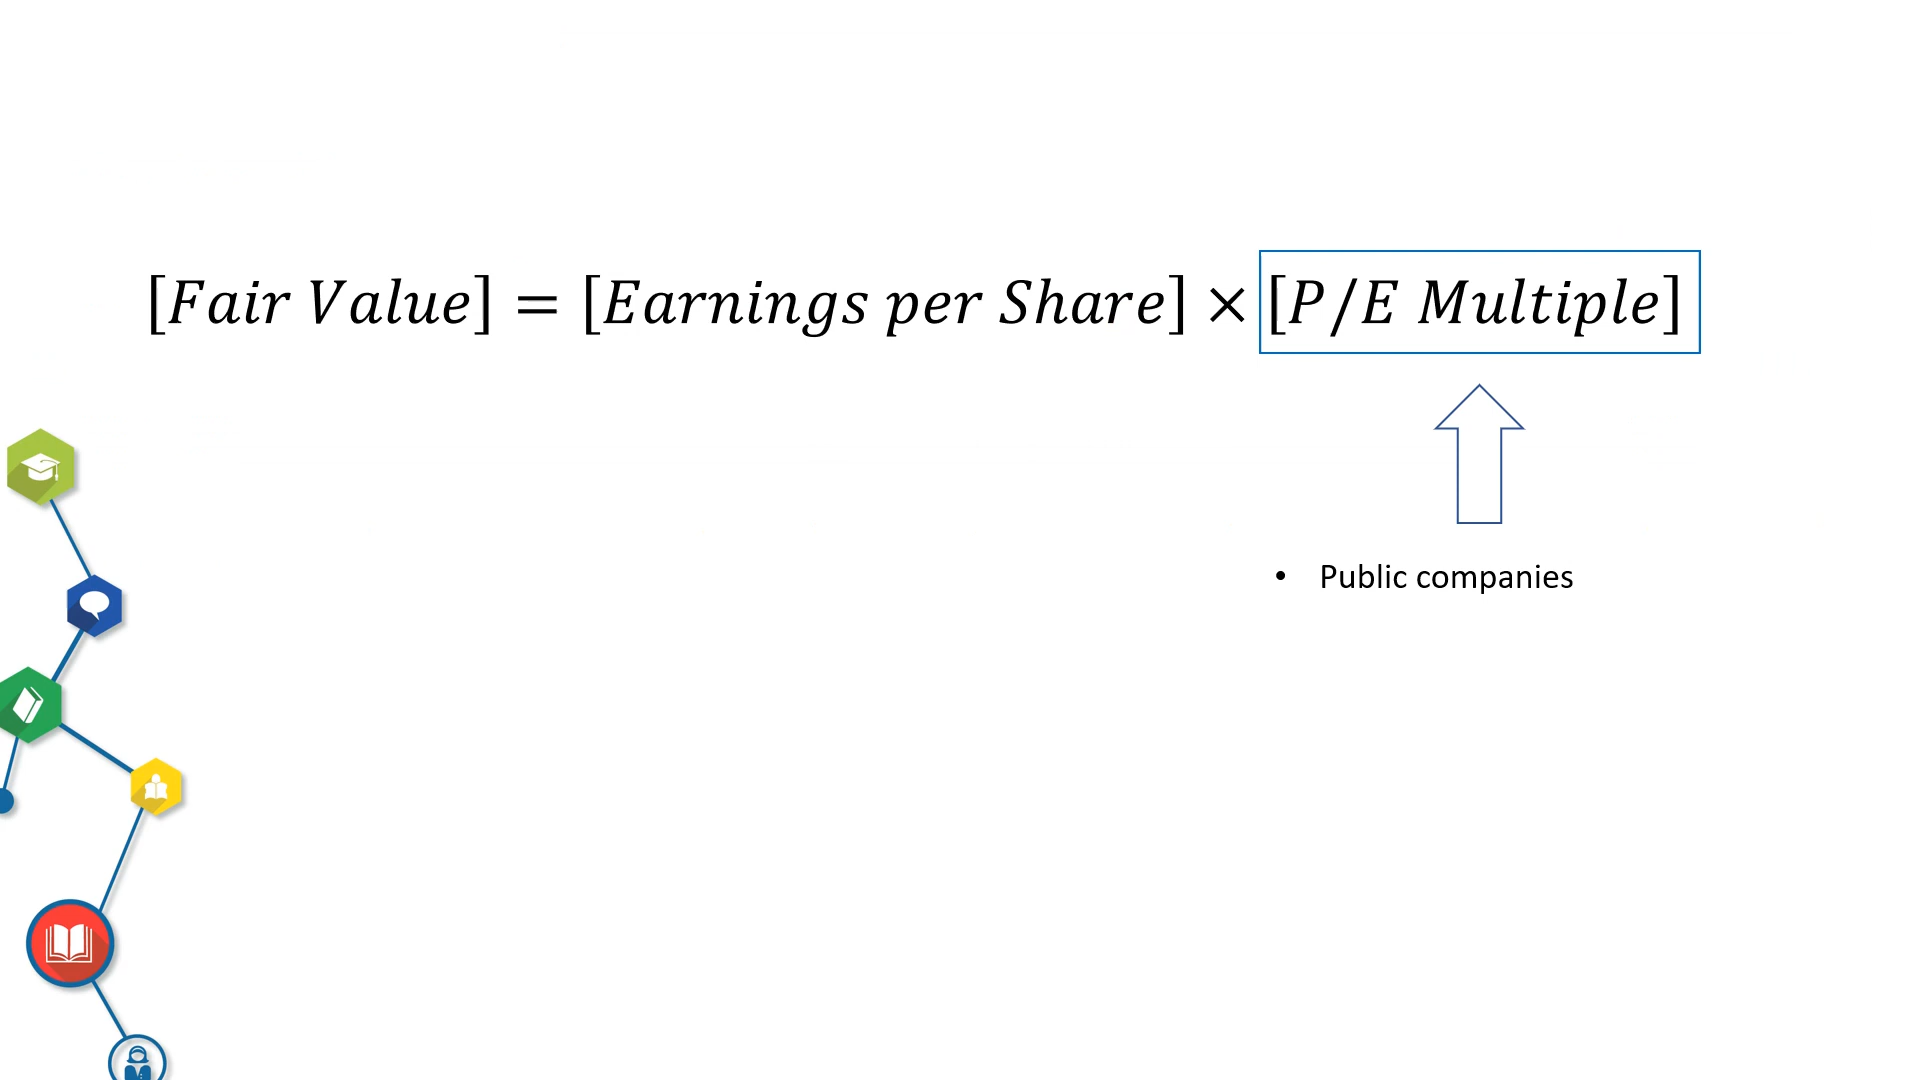 [Fair Value] = [Earnings per Share] × [P/E Multiple]
• Public companies